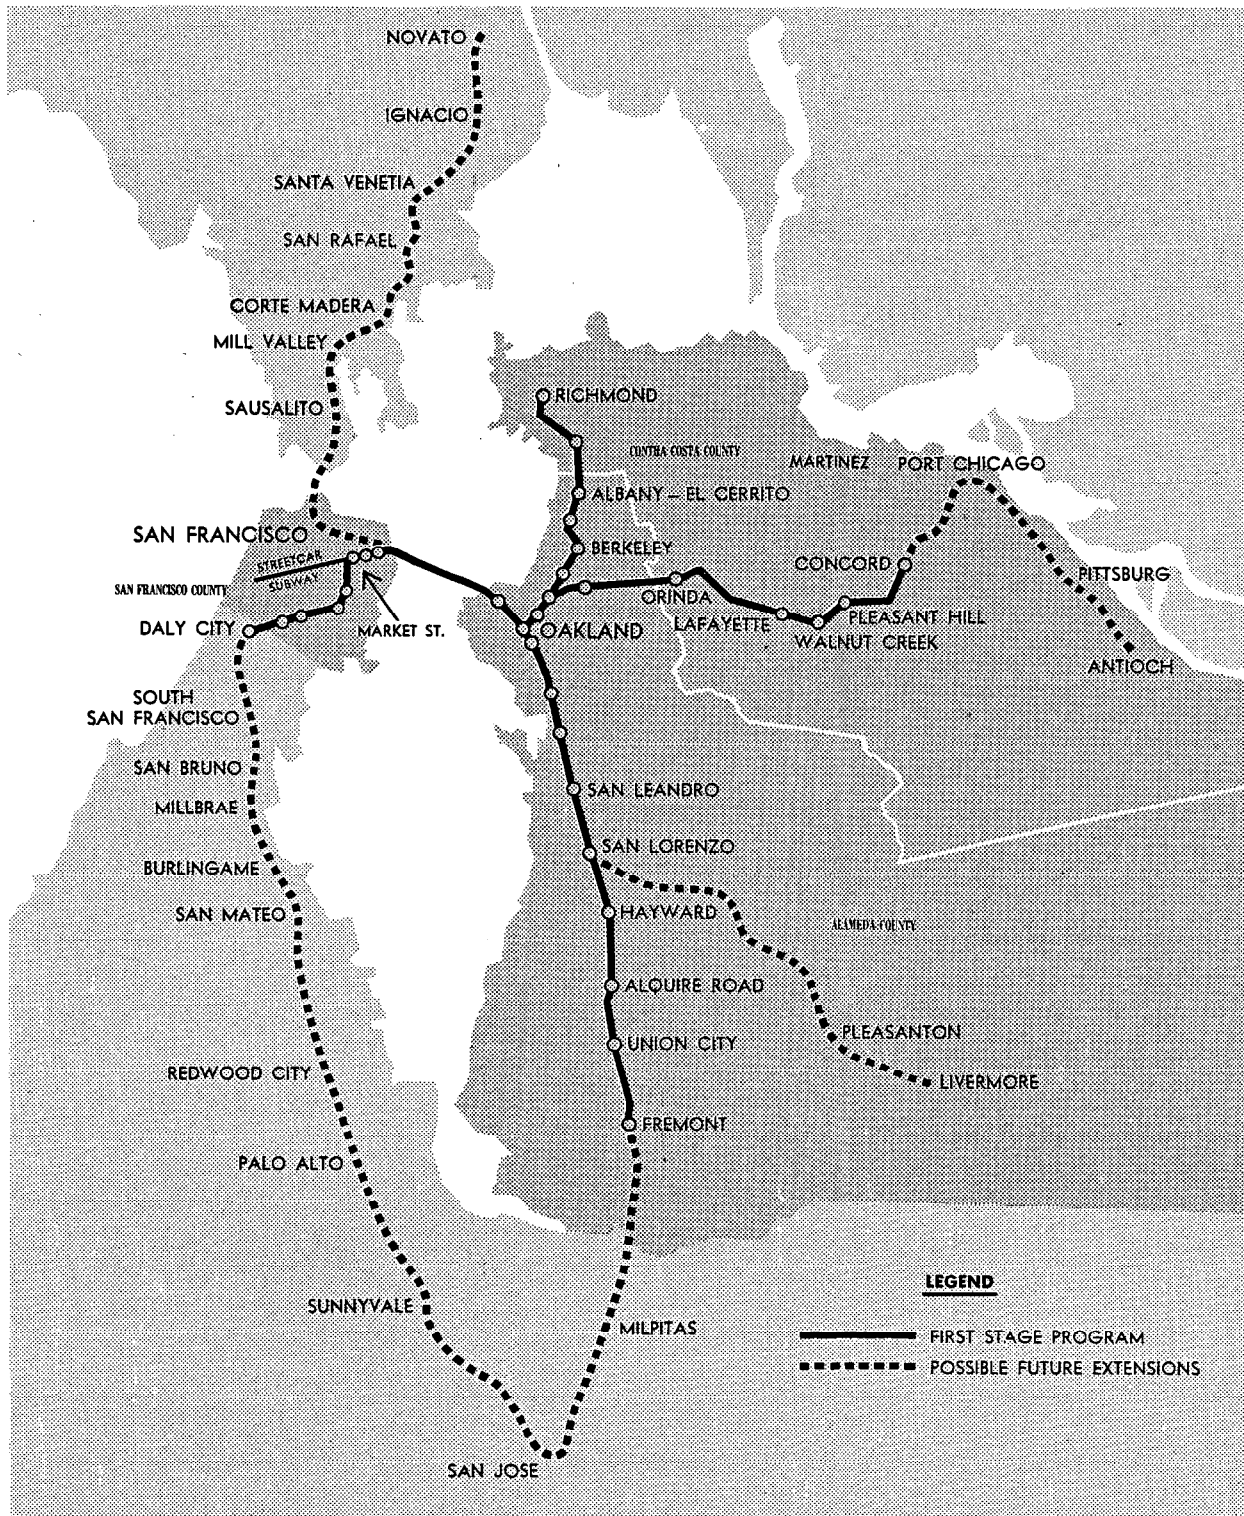 NOVATO
IGNACIO
SANTA VENETIA
SAN RAFAEL
CORTE MADERA
MILL VALLEY
SAUSALITO
RICHMOND
CONTRA COSTA COUNTY
MARTINEZ
PORT CHICAGO
ALBANY – EL CERRITO
SAN FRANCISCO
BERKELEY
STREETCAR
SUBWAY
CONCORD
PITTSBURG
SAN FRANCISCO COUNTY
ORINDA
LAFAYETTE
PLEASANT HILL
DALY CITY
MARKET ST.
OAKLAND
WALNUT CREEK
ANTIOCH
SOUTH
SAN FRANCISCO
SAN BRUNO
SAN LEANDRO
MILLBRAE
SAN LORENZO
BURLINGAME
SAN MATEO
HAYWARD
ALAMEDA COUNTY
ALQUIRE ROAD
PLEASANTON
UNION CITY
REDWOOD CITY
LIVERMORE
FREMONT
PALO ALTO
LEGEND
SUNNYVALE
MILPITAS
FIRST STAGE PROGRAM
POSSIBLE FUTURE EXTENSIONS
SAN JOSE